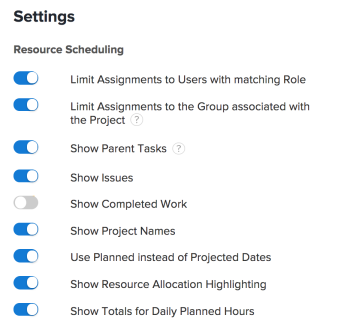 Settings
Resource Scheduling
Limit Assignments to Users with matching Role
Limit Assignments to the Group associated with
the Project ?
Show Parent Tasks ?
Show Issues
Show Completed Work
Show Project Names
Use Planned instead of Projected Dates
Show Resource Allocation Highlighting
Show Totals for Daily Planned Hours